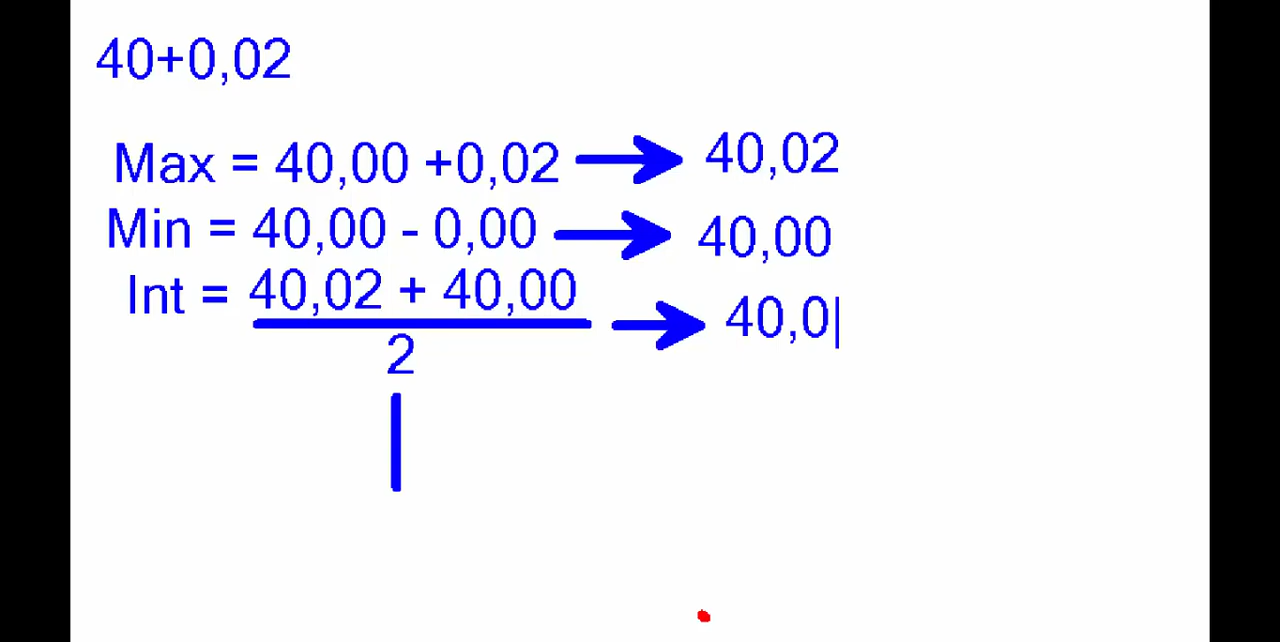 40+0,02
Max = 40,00 +0,02 → 40,02
Min = 40,00 - 0,00 → 40,00
Int = 40,02 + 40,00 → 40,0
2